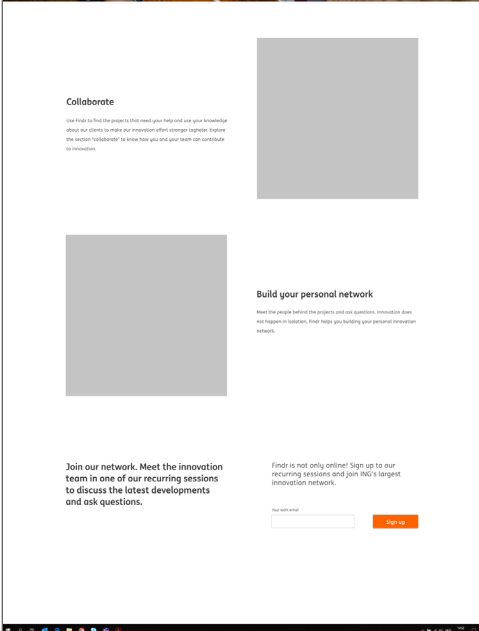 Collaborate
Use Findr to find the projects that need your help and use your knowledge
about our clients to make our innovation effort stronger togheter. Explore
the section "collaborate" to know how you and your team can contribute
to innovation.
Build your personal network
Meet the people behind the projects and ask questions. Innovation does
not happen in isolation, Findr helps you building your personal innovation
network.
Join our network. Meet the innovation
team in one of our recurring sessions
to discuss the latest developments
and ask questions.
Findr is not only online! Sign up to our
recurring sessions and join ING's largest
innovation network.
Your work email
Sign up